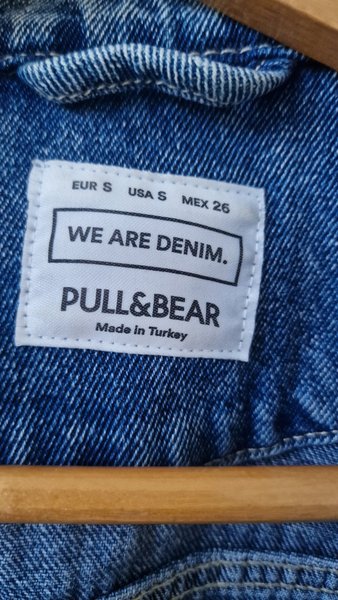 EUR S USA S MEX 26
WE ARE DENIM.
PULL&BEAR
Made in Turkey